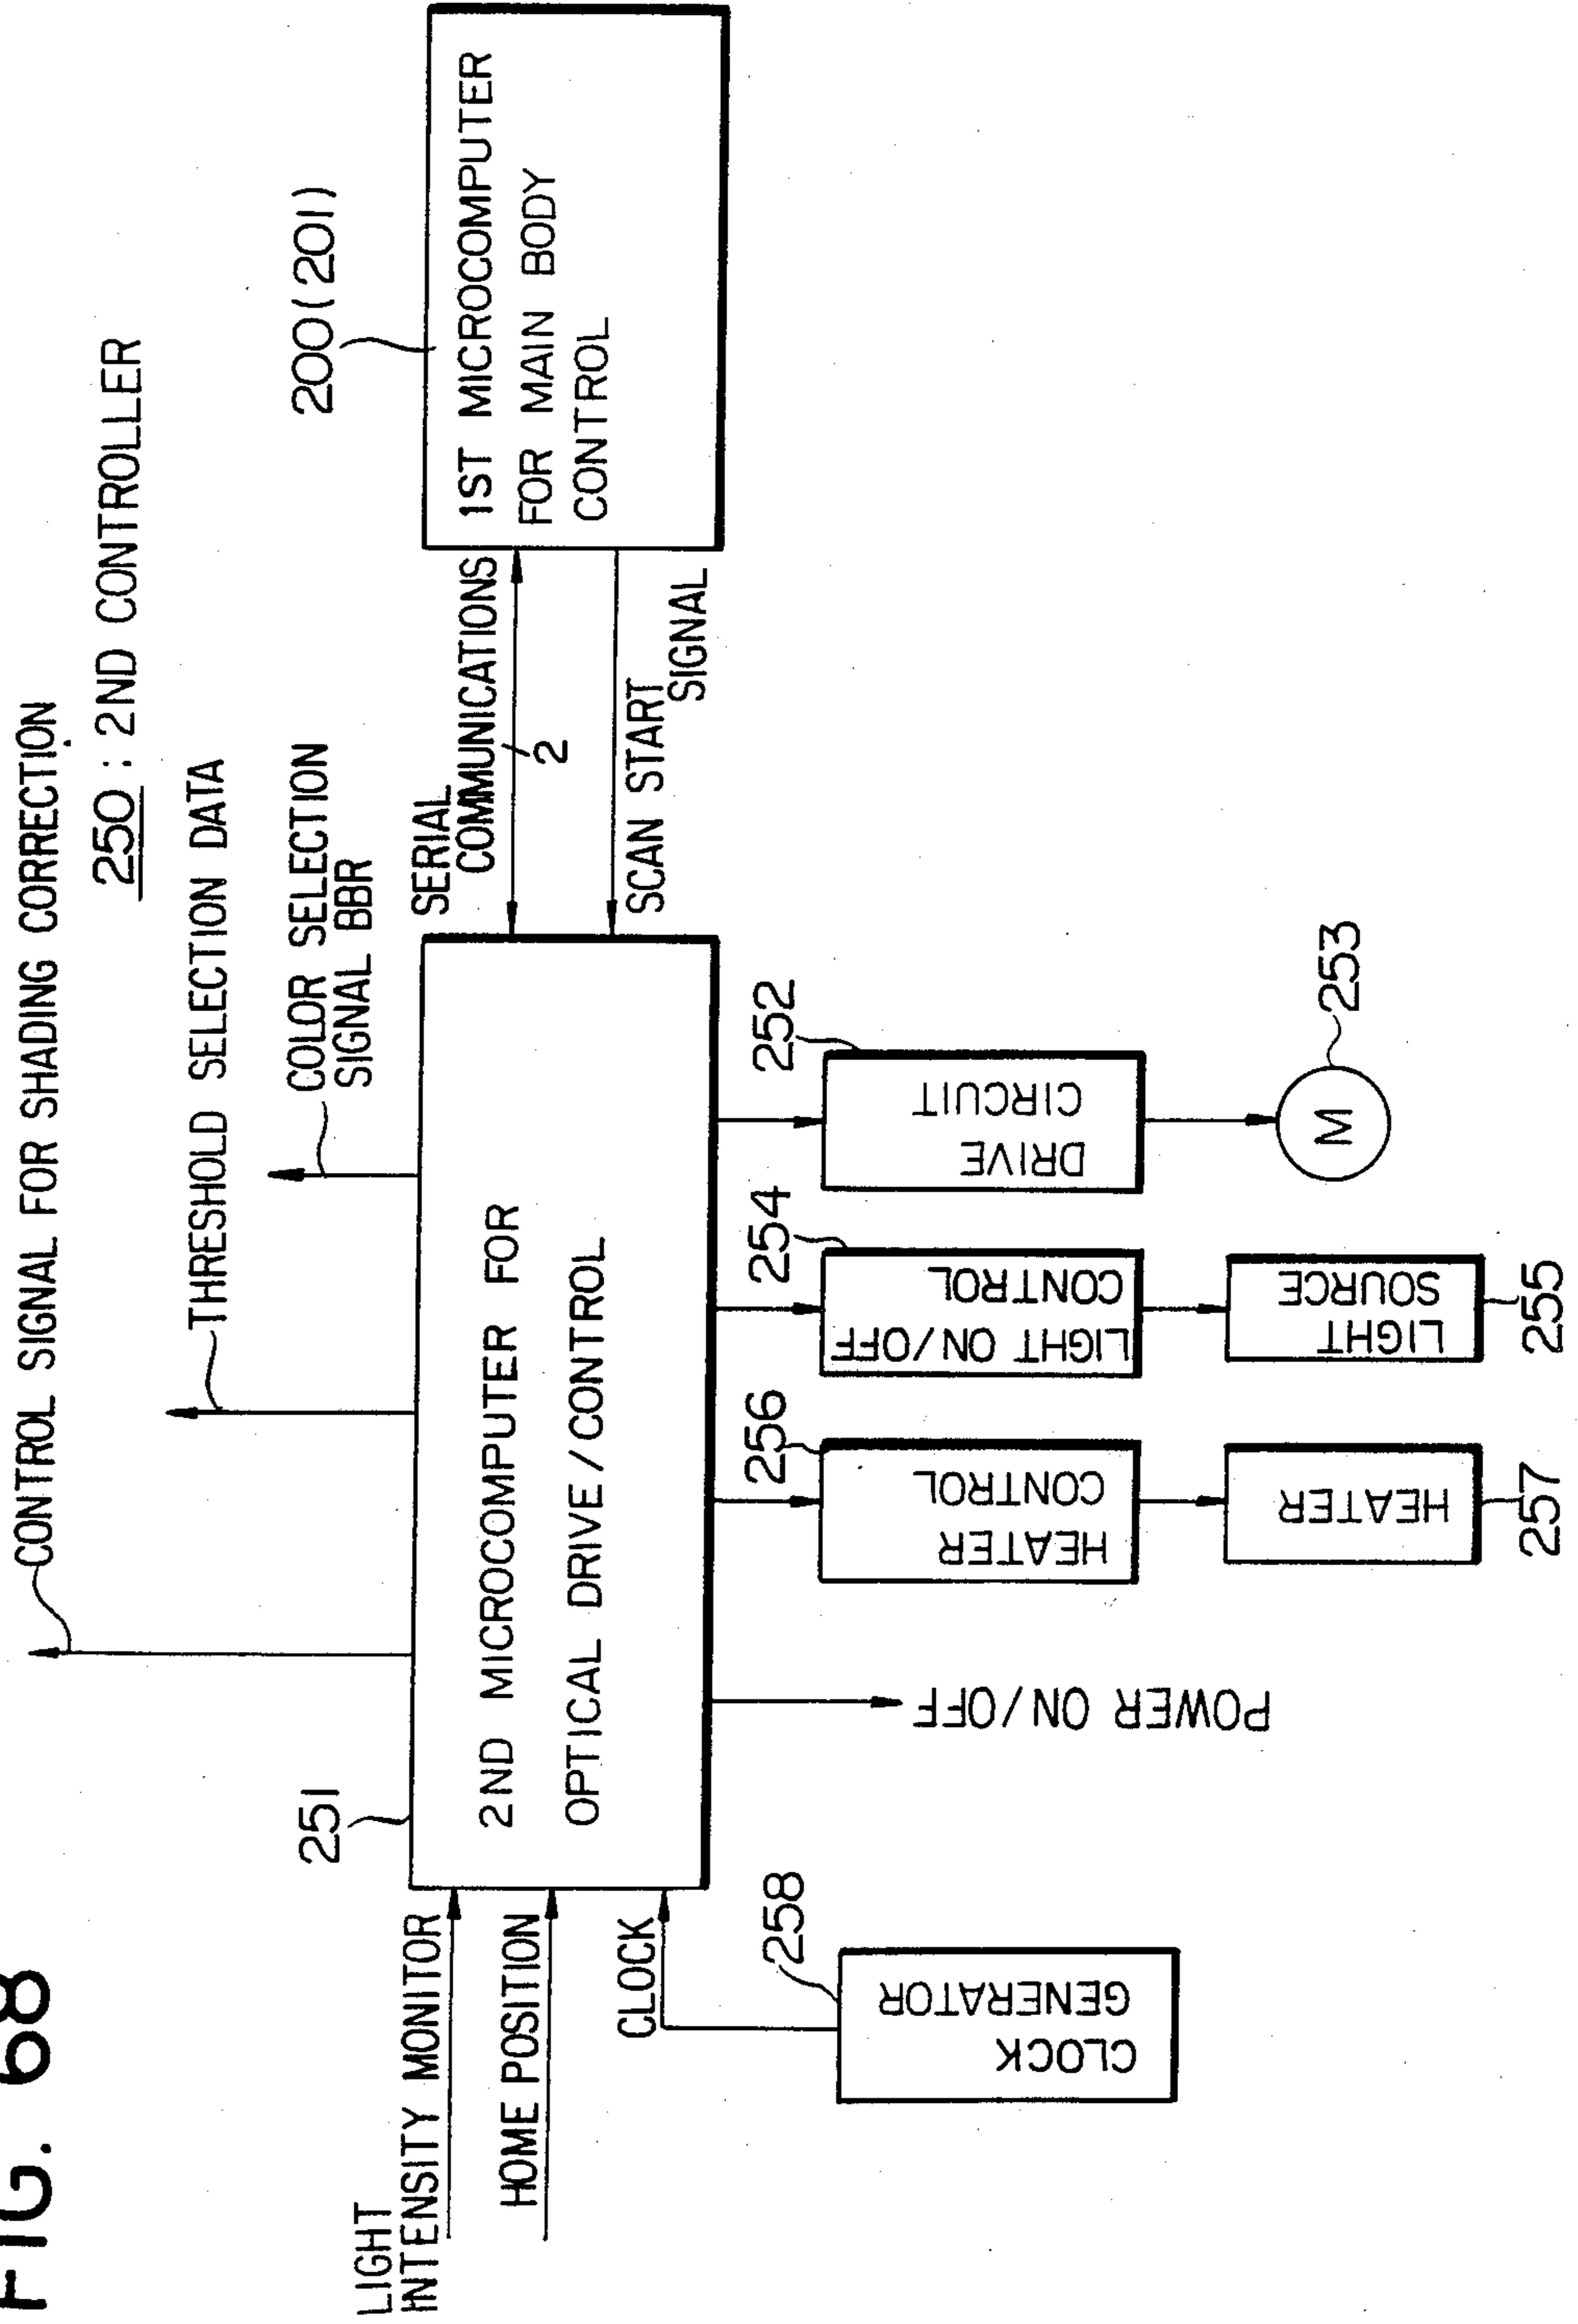 FIG. 68
CONTROL SIGNAL FOR SHADING CORRECTION
250 : 2ND CONTROLLER
THRESHOLD SELECTION DATA
COLOR SELECTION
SIGNAL BBR
200(201)
251
LIGHT
INTENSITY MONITOR
HOME POSITION
CLOCK
2ND MICROCOMPUTER FOR
OPTICAL DRIVE/CONTROL
SERIAL
COMMUNICATIONS
2
SCAN START
SIGNAL
1ST MICROCOMPUTER
FOR MAIN BODY
CONTROL
258
CLOCK
GENERATOR
POWER ON/OFF
256
HEATER
CONTROL
HEATER
257
254
LIGHT ON/OFF
CONTROL
LIGHT
SOURCE
255
252
DRIVE
CIRCUIT
M
253